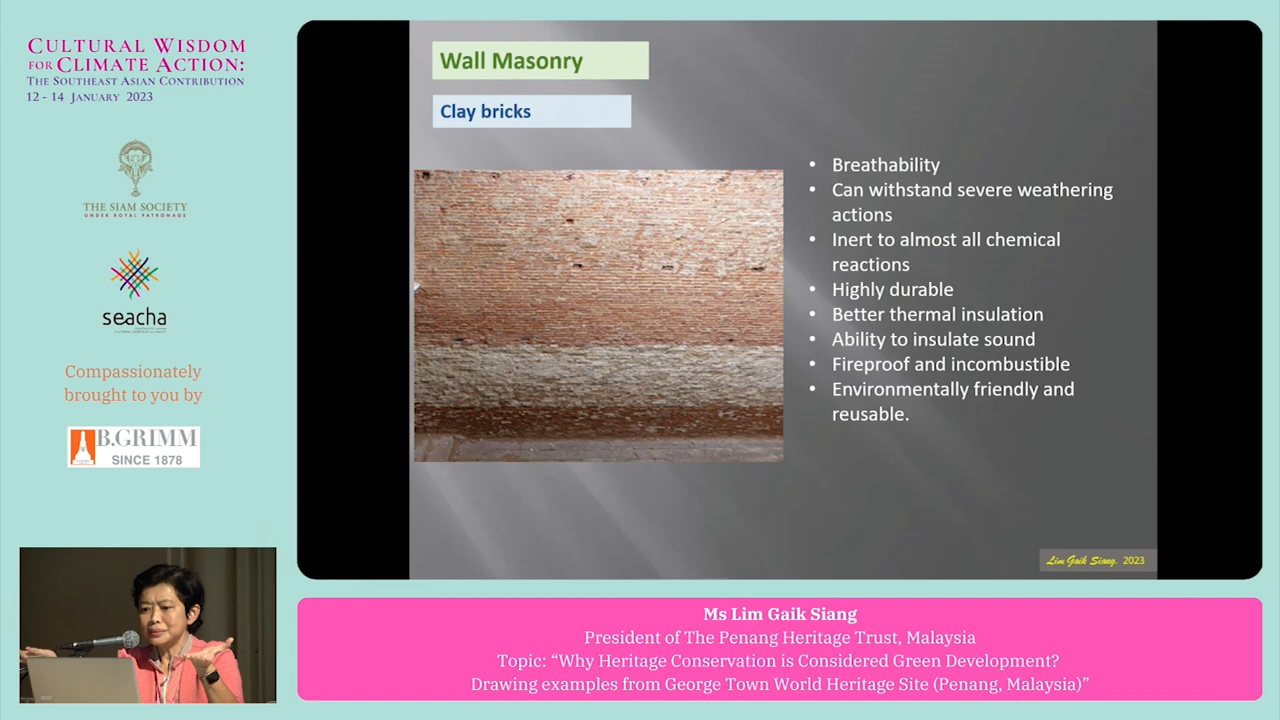 CULTURAL WISDOM
FOR CLIMATE ACTION:
THE SOUTHEAST ASIAN CONTRIBUTION
12 - 14 JANUARY 2023
THE SIAM SOCIETY
UNDER ROYAL PATRONAGE
seacha
Compassionately
brought to you by
B.GRIMM
SINCE 1878
Wall Masonry
Clay bricks
• Breathability
• Can withstand severe weathering
actions
• Inert to almost all chemical
reactions
• Highly durable
• Better thermal insulation
• Ability to insulate sound
• Fireproof and incombustible
• Environmentally friendly and
reusable.
Lim Gaik Siang, 2023
Ms Lim Gaik Siang
President of The Penang Heritage Trust, Malaysia
Topic: “Why Heritage Conservation is Considered Green Development?
Drawing examples from George Town World Heritage Site (Penang, Malaysia)”